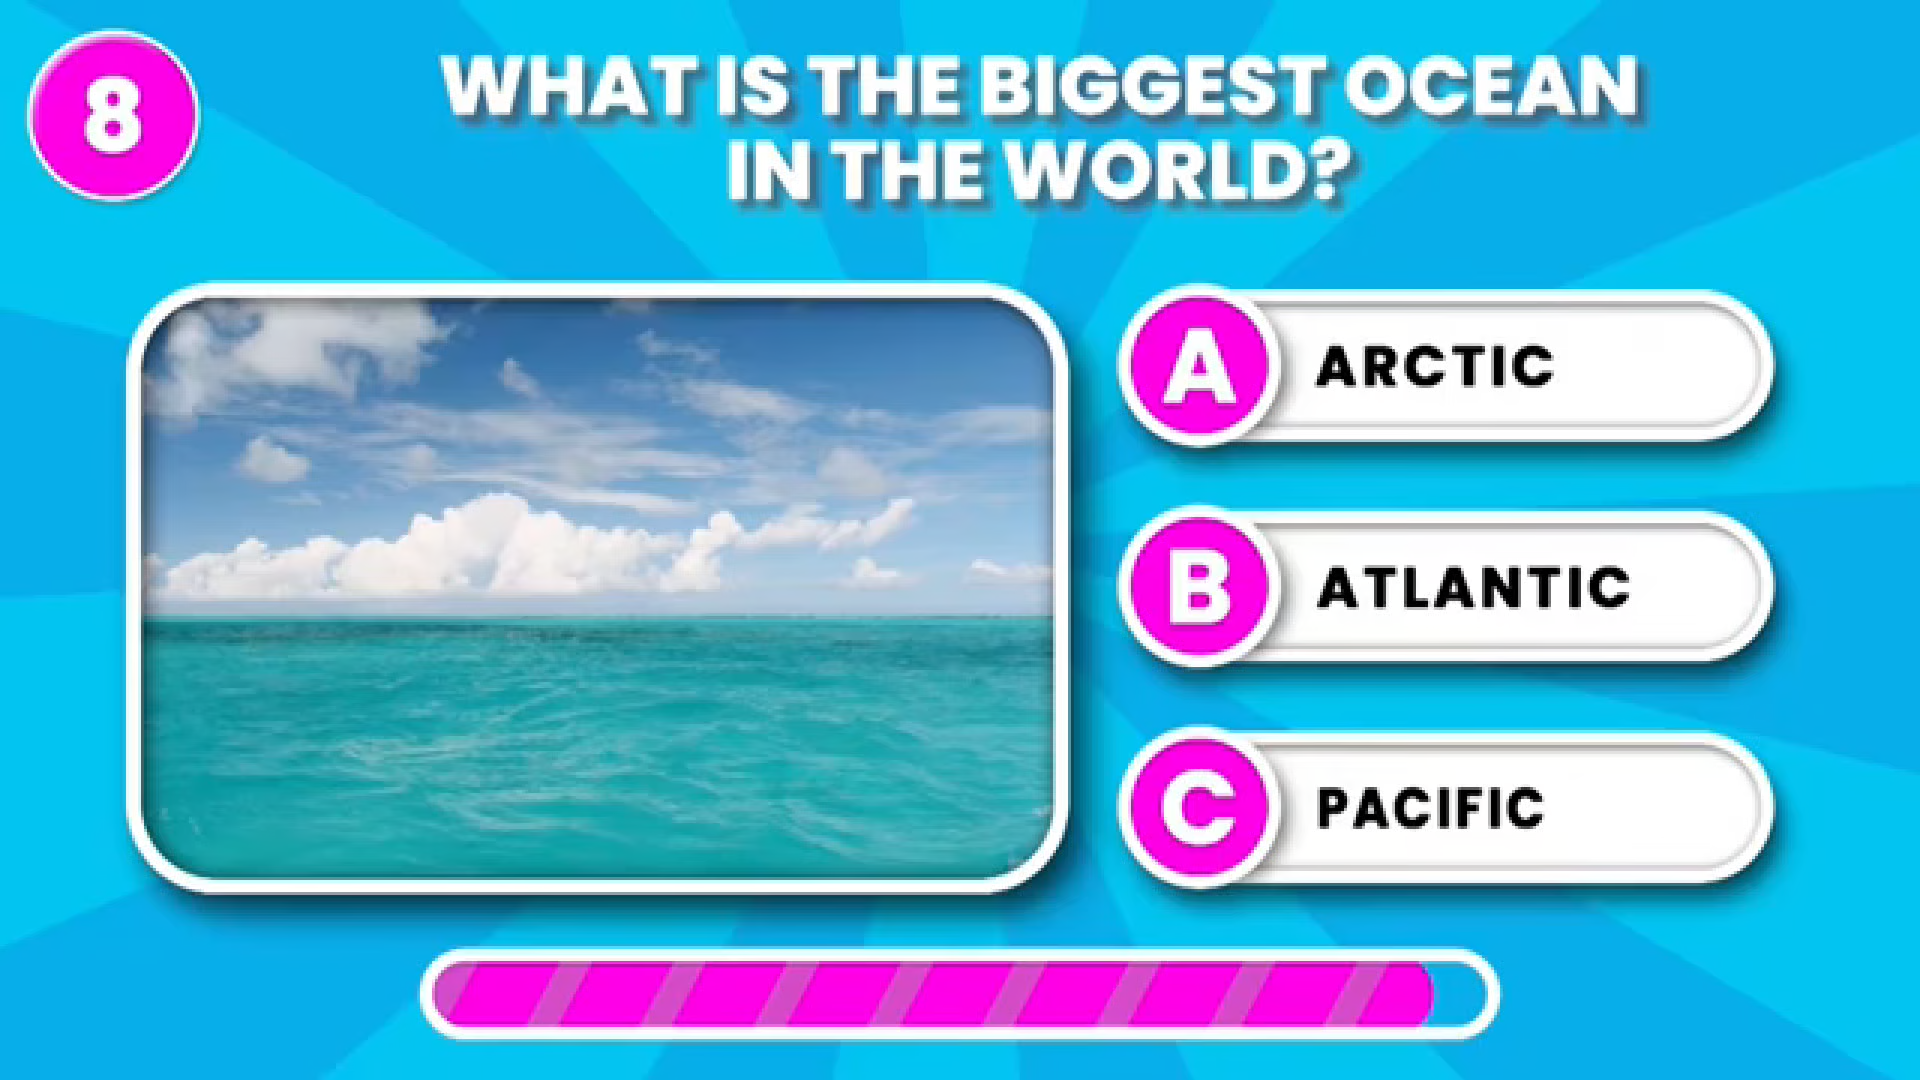 8
WHAT IS THE BIGGEST OCEAN
IN THE WORLD?
A ARCTIC
B ATLANTIC
C PACIFIC